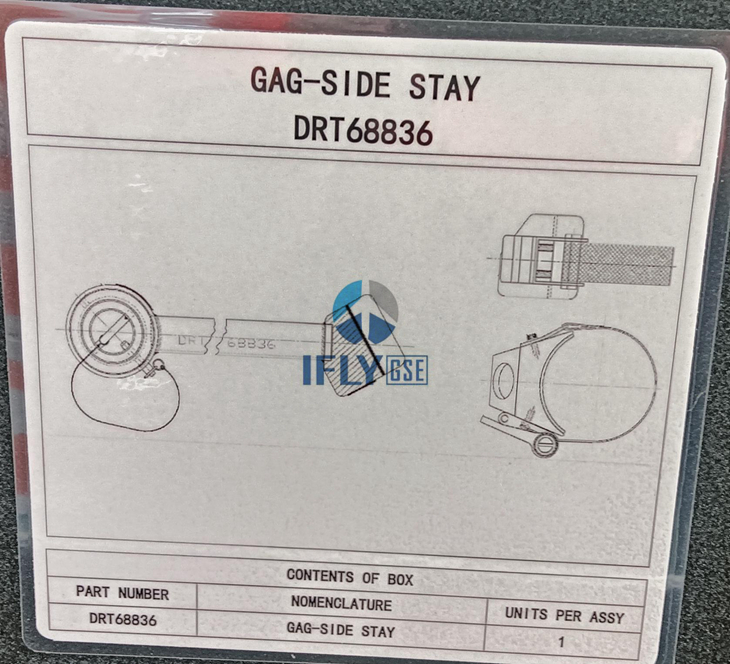 GAG-SIDE STAY
DRT68836
DRT 68836
IFLY GSE
CONTENTS OF BOX
PART NUMBER NOMENCLATURE UNITS PER ASSY
DRT68836 GAG-SIDE STAY 1